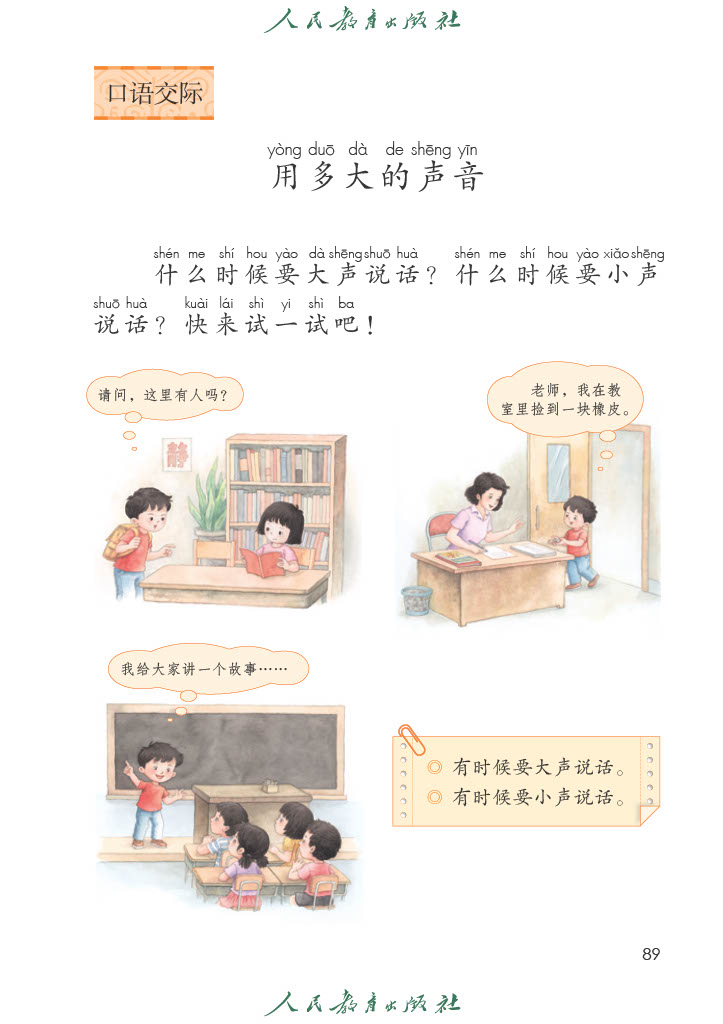 人民教育出版社
口语交际
yòng duō dà de shēng yīn
用多大的声音
shén me shí hou yào dà shēng shuō huà shén me shí hou yào xiǎo shēng
什么时候要大声说话？什么时候要小声
shuō huà kuài lái shì yi shì ba
说话？快来试一试吧！
请问，这里有人吗？
老师，我在教
室里捡到一块橡皮。
静
我给大家讲一个故事……
有时候要大声说话。
有时候要小声说话。
89
人民教育出版社